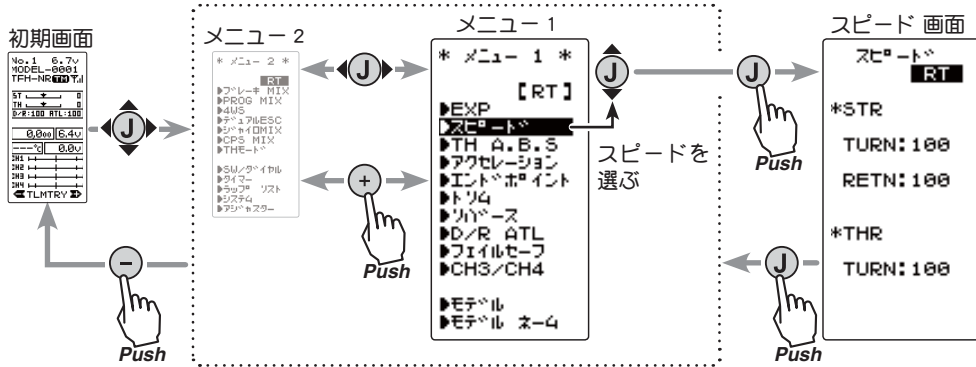 初期画面
No.1 6.7v
MODEL-0001
TFH-NR TM
ST 0
TH 0
D/R:100 ATL:100
0.0 6.4v
---℃ 0.0v
CH1
CH2
CH3
CH4
TLMTRY
J
−
Push
メニュー 2
* メニュー 2 *
RT
ブレーキ MIX
PROG MIX
4WS
デュアルESC
ジャイロMIX
CPS MIX
THモード
SW/ダイヤル
タイマー
ラップ リスト
システム
アジャスター
J
+
Push
メニュー 1
* メニュー 1 *
[RT]
EXP
スピード
TH A.B.S
アクセレーション
エンドポイント
トリム
リバース
D/R ATL
フェイルセーフ
CH3/CH4
モデル
モデル ネーム
J
スピードを
選ぶ
J
Push
J
Push
スピード 画面
スピード
RT
*STR
TURN:100
RETN:100
*THR
TURN:100